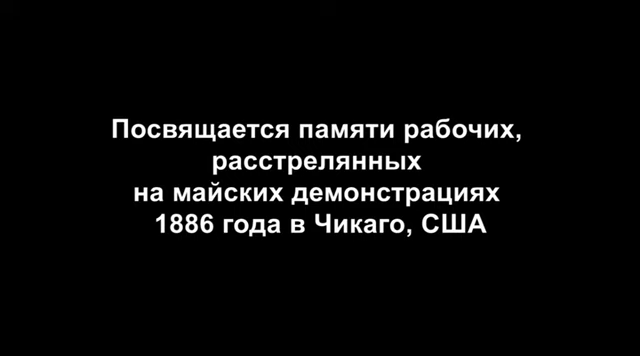 Посвящается памяти рабочих,
расстрелянных
на майских демонстрациях
1886 года в Чикаго, США